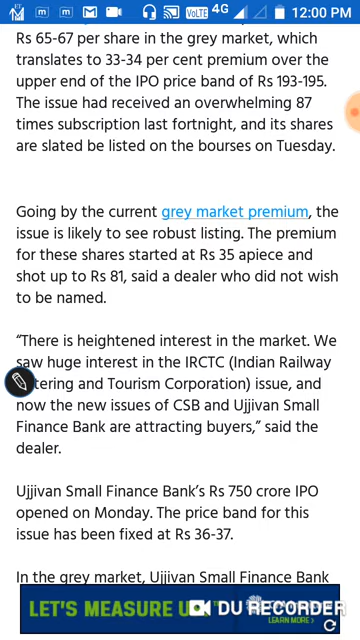 4G 12:00 PM
VoLTE
Rs 65-67 per share in the grey market, which
translates to 33-34 per cent premium over the
upper end of the IPO price band of Rs 193-195.
The issue had received an overwhelming 87
times subscription last fortnight, and its shares
are slated be listed on the bourses on Tuesday.
Going by the current grey market premium, the
issue is likely to see robust listing. The premium
for these shares started at Rs 35 apiece and
shot up to Rs 81, said a dealer who did not wish
to be named.
“There is heightened interest in the market. We
saw huge interest in the IRCTC (Indian Railway
tering and Tourism Corporation) issue, and
now the new issues of CSB and Ujjivan Small
Finance Bank are attracting buyers,” said the
dealer.
Ujjivan Small Finance Bank’s Rs 750 crore IPO
opened on Monday. The price band for this
issue has been fixed at Rs 36-37.
In the grey market, Ujjivan Small Finance Bank
LET'S MEASURE
DU RECORDER
LEARN MORE